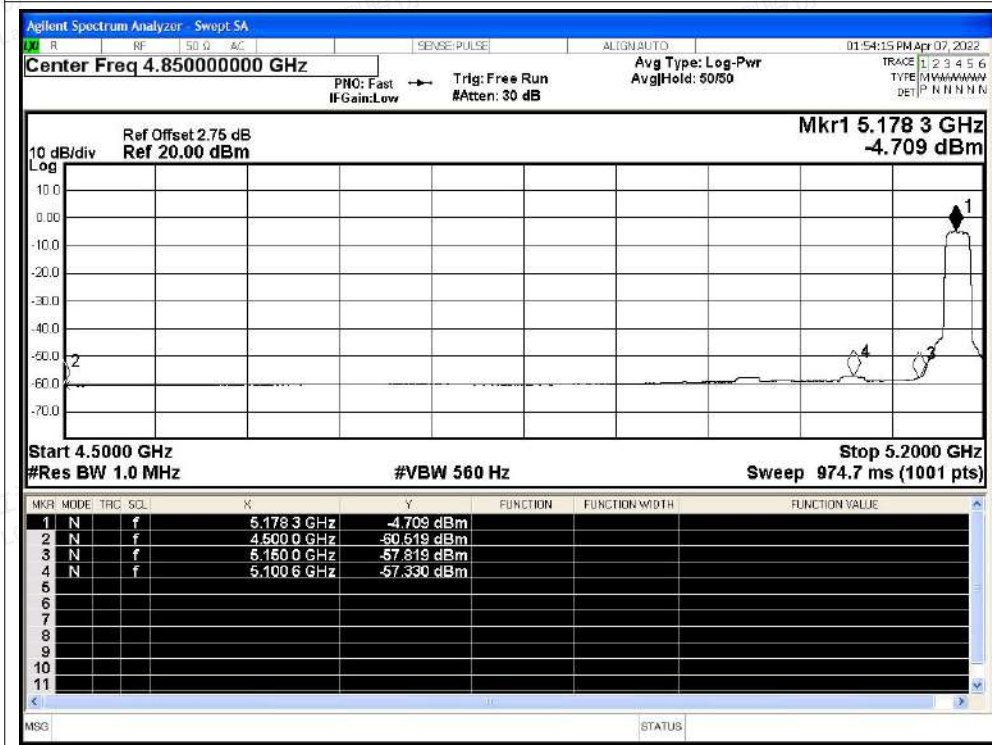 Agilent Spectrum Analyzer - Swept SA
LXI R RF 50 Ω AC SENSE:PULSE ALIGN AUTO 01:54:15 PM Apr 07, 2022
Center Freq 4.850000000 GHz Avg Type: Log-Pwr TRACE 1 2 3 4 5 6
PNO: Fast Trig: Free Run Avg|Hold: 50/50 TYPE M WWWWW
IFGain:Low #Atten: 30 dB DET P N N N N N
Ref Offset 2.75 dB Mkr1 5.178 3 GHz
10 dB/div Ref 20.00 dBm -4.709 dBm
Log
10.0
1
0.00
-10.0
-20.0
-30.0
-40.0
-50.0
2 4 3
-60.0
-70.0
Start 4.5000 GHz Stop 5.2000 GHz
#Res BW 1.0 MHz #VBW 560 Hz Sweep 974.7 ms (1001 pts)
MKR MODE TRC SCL X Y FUNCTION FUNCTION WIDTH FUNCTION VALUE
1 N f 5.178 3 GHz -4.709 dBm
2 N f 4.500 0 GHz -60.519 dBm
3 N f 5.150 0 GHz -57.819 dBm
4 N f 5.100 6 GHz -57.330 dBm
5
6
7
8
9
10
11
MSG STATUS